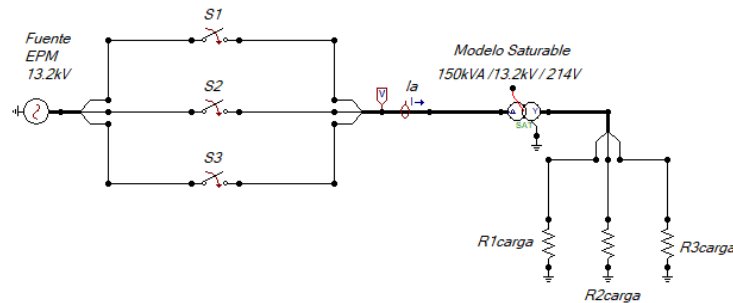 Fuente
EPM
13.2kV
S1
S2
S3
V
Ia
I
Modelo Saturable
150kVA /13.2kV / 214V
Y
SAT
R1carga
R2carga
R3carga